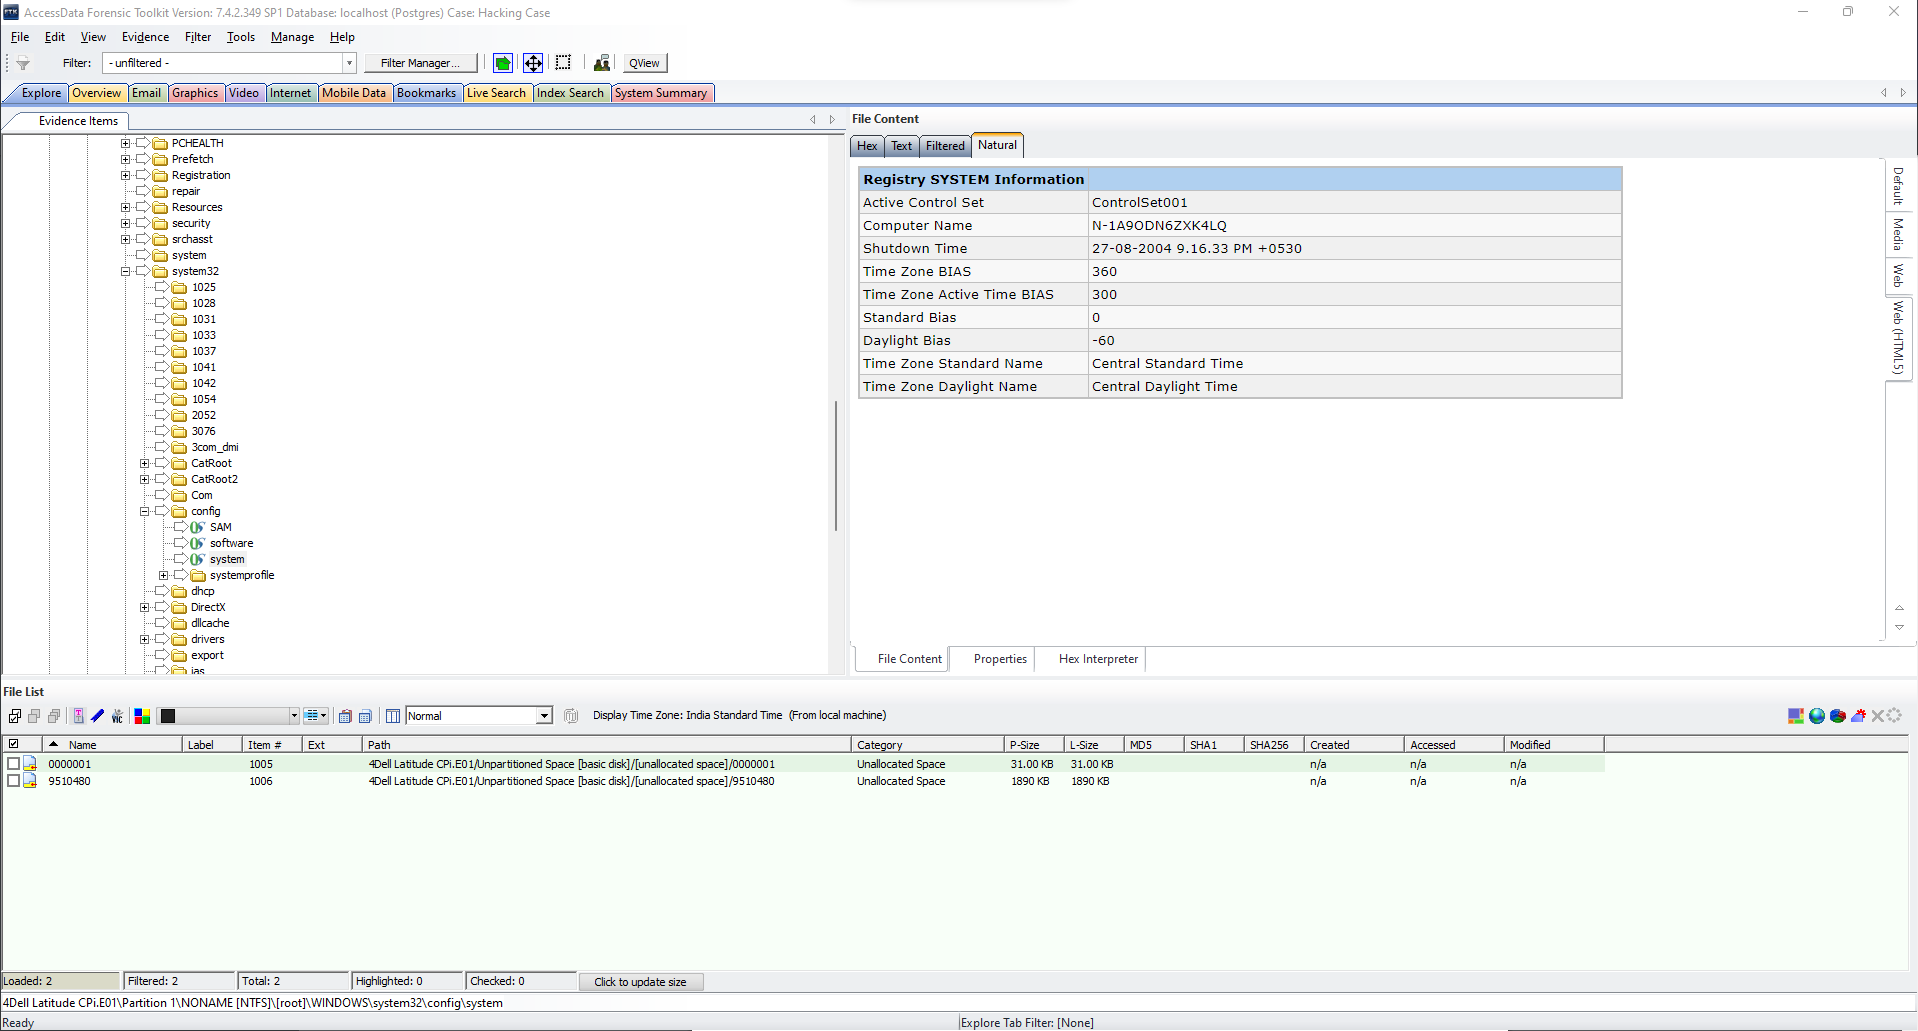 AccessData Forensic Toolkit Version: 7.4.2.349 SP1 Database: localhost (Postgres) Case: Hacking Case
File Edit View Evidence Filter Tools Manage Help
Filter: - unfiltered - Filter Manager... QView
Explore Overview Email Graphics Video Internet Mobile Data Bookmarks Live Search Index Search System Summary
Evidence Items
PCHEALTH
Prefetch
Registration
repair
Resources
security
srchasst
system
system32
1025
1028
1031
1033
1037
1041
1042
1054
2052
3076
3com_dmi
CatRoot
CatRoot2
Com
config
SAM
software
system
systemprofile
dhcp
DirectX
dllcache
drivers
export
ias
File Content
Hex Text Filtered Natural
Registry SYSTEM Information
Active Control Set ControlSet001
Computer Name N-1A9ODN6ZXK4LQ
Shutdown Time 27-08-2004 9.16.33 PM +0530
Time Zone BIAS 360
Time Zone Active Time BIAS 300
Standard Bias 0
Daylight Bias -60
Time Zone Standard Name Central Standard Time
Time Zone Daylight Name Central Daylight Time
Default
Media
Web
Web (HTML5)
File Content Properties Hex Interpreter
File List
Normal Display Time Zone: India Standard Time (From local machine)
Name Label Item # Ext Path Category P-Size L-Size MD5 SHA1 SHA256 Created Accessed Modified
0000001 1005 4Dell Latitude CPi.E01/Unpartitioned Space [basic disk]/[unallocated space]/0000001 Unallocated Space 31.00 KB 31.00 KB n/a n/a n/a
9510480 1006 4Dell Latitude CPi.E01/Unpartitioned Space [basic disk]/[unallocated space]/9510480 Unallocated Space 1890 KB 1890 KB n/a n/a n/a
Loaded: 2 Filtered: 2 Total: 2 Highlighted: 0 Checked: 0 Click to update size
4Dell Latitude CPi.E01\Partition 1\NONAME [NTFS]\[root]\WINDOWS\system32\config\system
Ready Explore Tab Filter: [None]